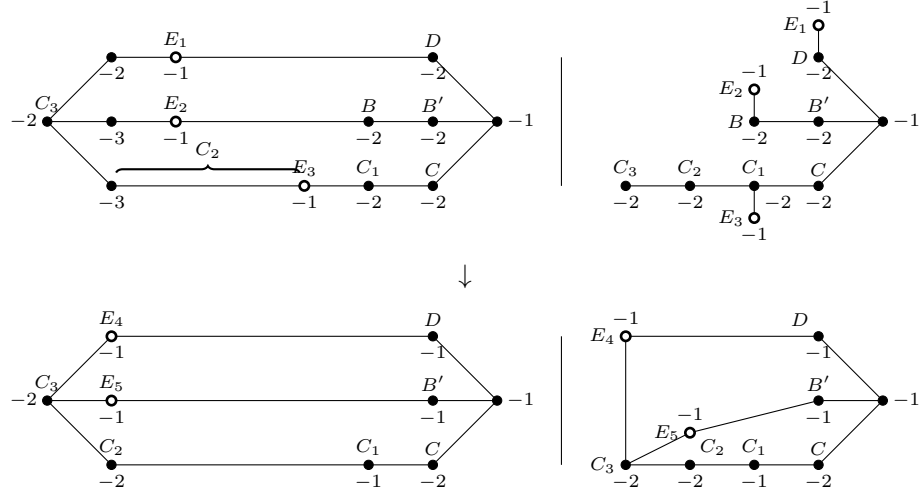 −1
E₁ D E₁
−2 −1 −2 D −2
C₃ E₂ B B′ −1 E₂ B′
−2 −1 B −1
−3 −1 −2 −2 −2 −2
C₂
E₃ C₁ C C₃ C₂ C₁ C
−3 −1 −2 −2 −2 −2 −2 −2
E₃
−1
↓
E₄ D −1 D
−1 −1 E₄ −1
C₃ E₅ B′ B′
−2 −1 −1
−1 −1 −1 −1
E₅
C₂ C₁ C C₃ C₂ C₁ C
−2 −1 −2 −2 −2 −1 −2